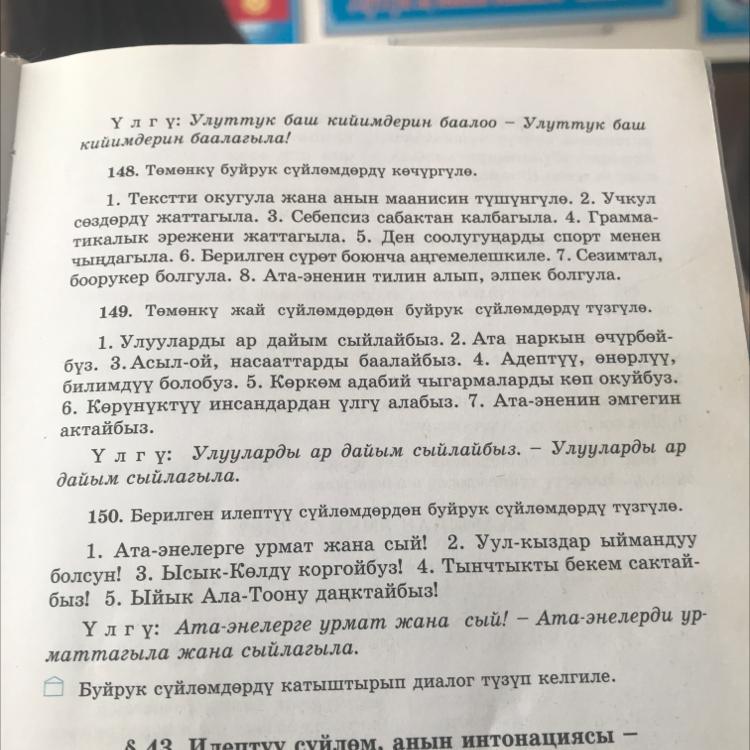 Ү л г ү: Улуттук баш кийимдерин баалоо – Улуттук баш
кийимдерин баалагыла!
148. Төмөнкү буйрук сүйлөмдөрдү көчүргүлө.
1. Текстти окугула жана анын маанисин түшүнгүлө. 2. Учкул
сөздөрдү жаттагыла. 3. Себепсиз сабактан калбагыла. 4. Грамма-
тикалык эрежени жаттагыла. 5. Ден соолугуңарды спорт менен
чыңдагыла. 6. Берилген сүрөт боюнча аңгемелешкиле. 7. Сезимтал,
боорукер болгула. 8. Ата-эненин тилин алып, элпек болгула.
149. Төмөнкү жай сүйлөмдөрдөн буйрук сүйлөмдөрдү түзгүлө.
1. Улууларды ар дайым сыйлайбыз. 2. Ата наркын өчүрбөй-
бүз. 3. Асыл-ой, насааттарды баалайбыз. 4. Адептүү, өнөрлүү,
билимдүү болобуз. 5. Көркөм адабий чыгармаларды көп окуйбуз.
6. Көрүнүктүү инсандардан үлгү алабыз. 7. Ата-эненин эмгегин
актайбыз.
Ү л г ү: Улууларды ар дайым сыйлайбыз. – Улууларды ар
дайым сыйлагыла.
150. Берилген илептүү сүйлөмдөрдөн буйрук сүйлөмдөрдү түзгүлө.
1. Ата-энелерге урмат жана сый! 2. Уул-кыздар ыймандуу
болсун! 3. Ысык-Көлдү коргойбуз! 4. Тынчтыкты бекем сактай-
быз! 5. Ыйык Ала-Тоону даңктайбыз!
Ү л г ү: Ата-энелерге урмат жана сый! – Ата-энелерди ур-
маттагыла жана сыйлагыла.
Буйрук сүйлөмдөрдү катыштырып диалог түзүп келгиле.
§ 43. Илептүү сүйлөм, анын интонациясы –